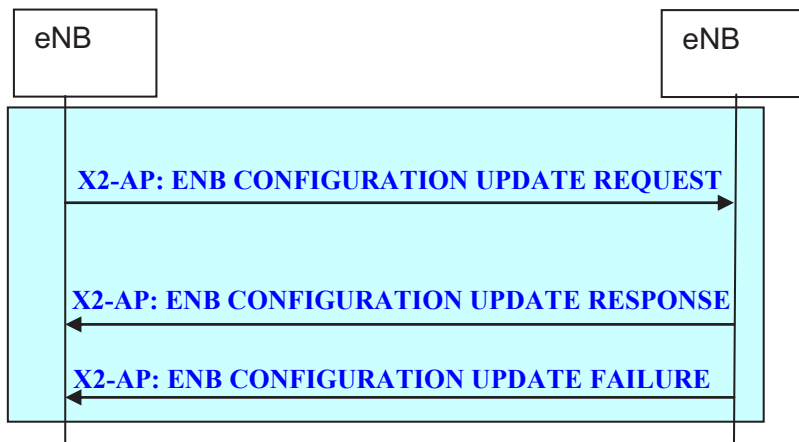 eNB
eNB
X2-AP: ENB CONFIGURATION UPDATE REQUEST
X2-AP: ENB CONFIGURATION UPDATE RESPONSE
X2-AP: ENB CONFIGURATION UPDATE FAILURE